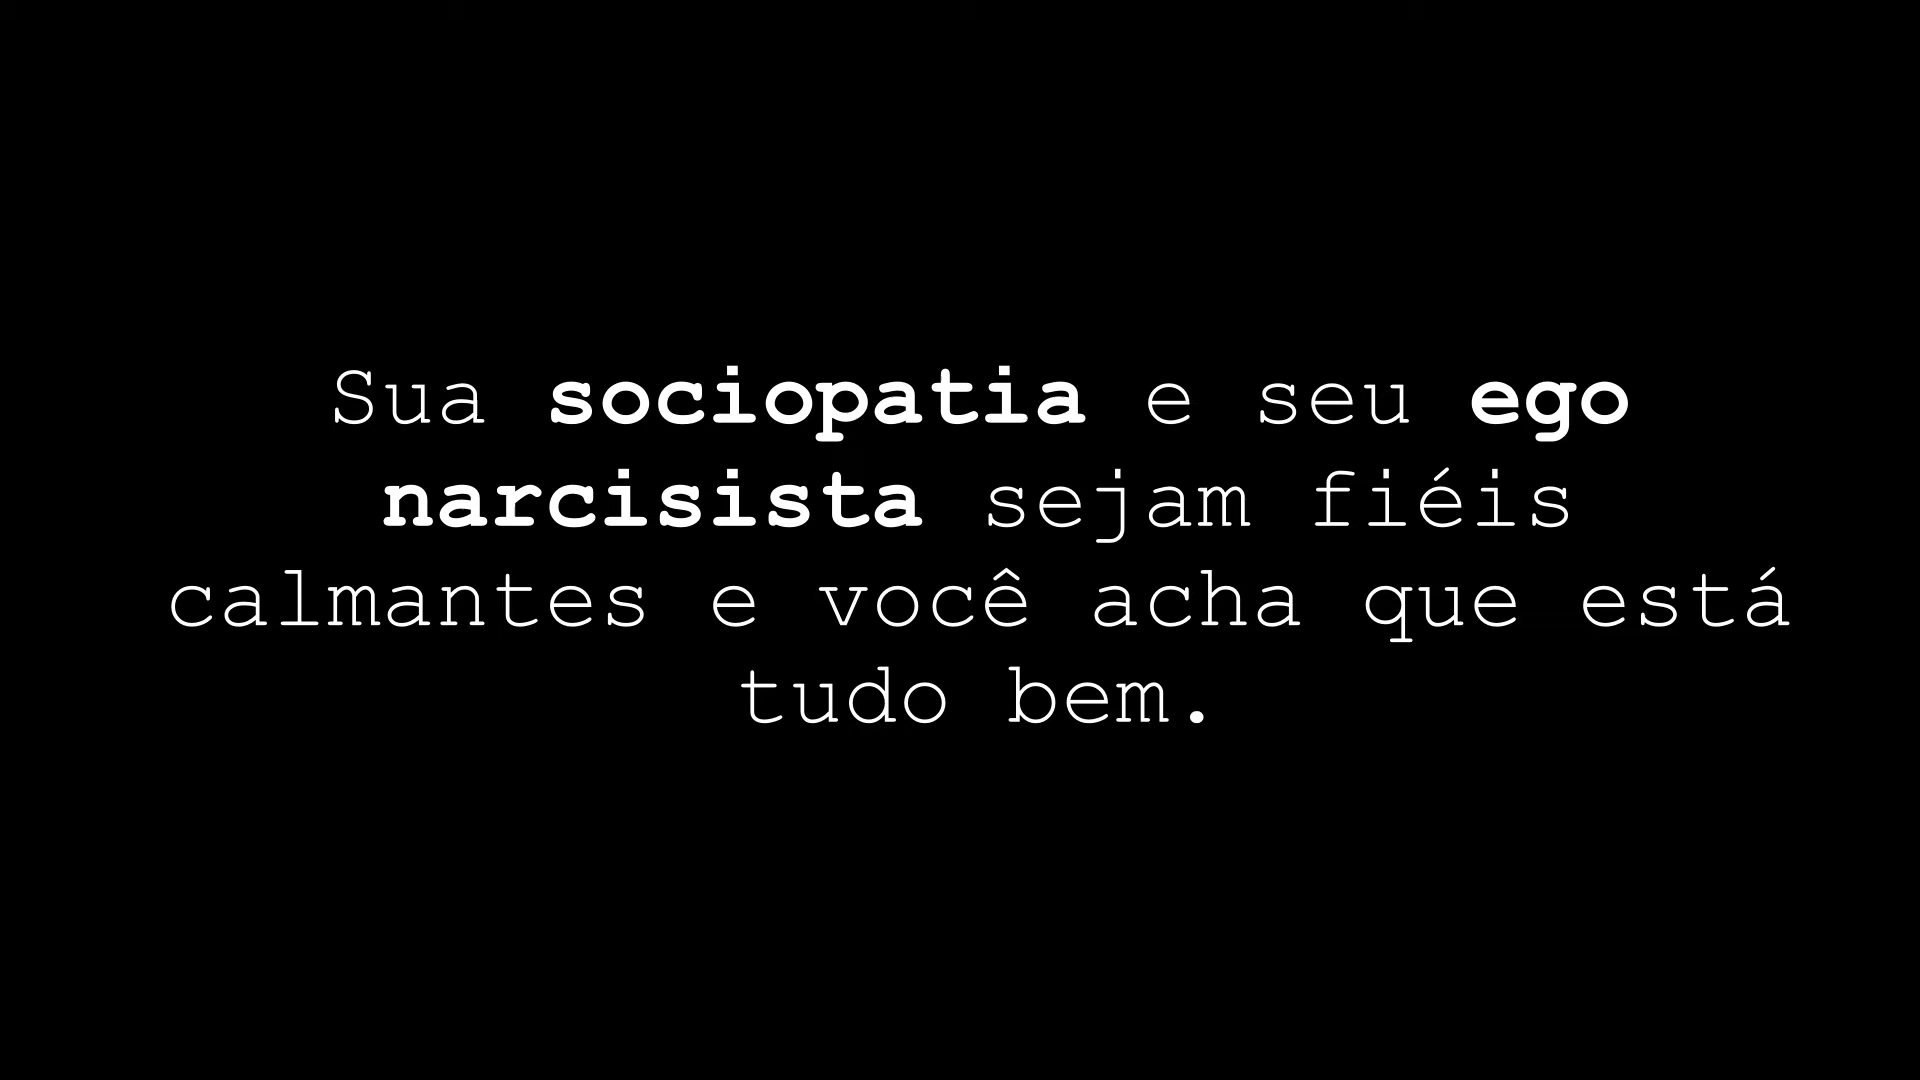 Sua sociopatia e seu ego
narcisista sejam fiéis
calmantes e você acha que está
tudo bem.